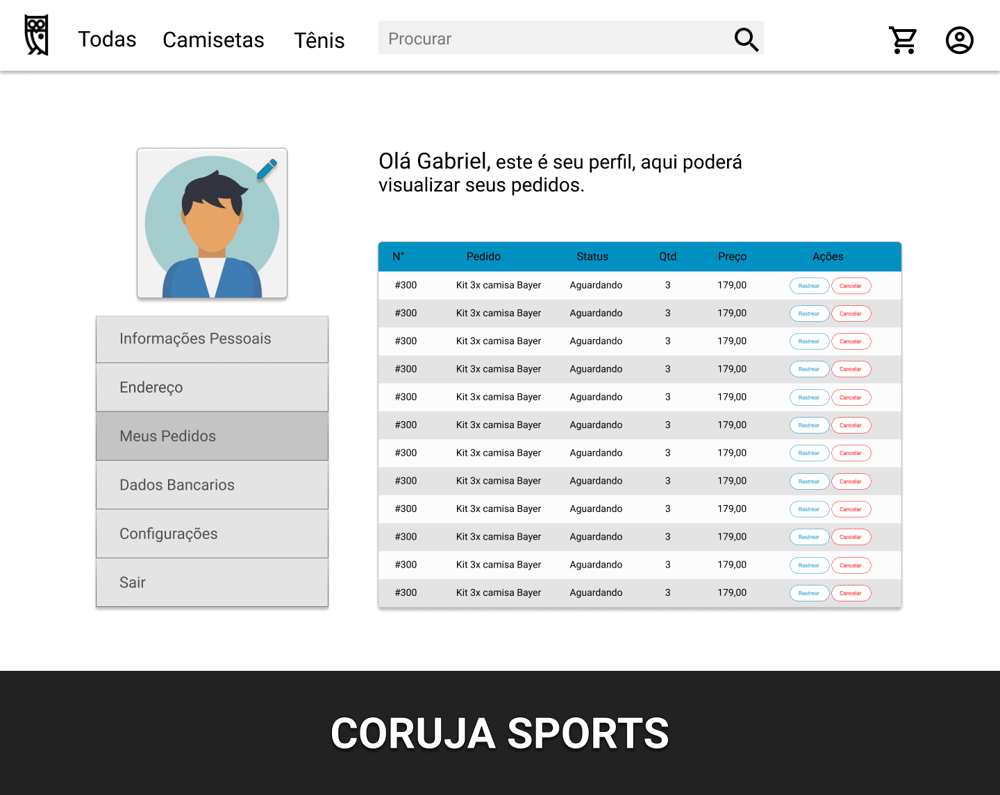 Todas Camisetas Tênis Procurar
Olá Gabriel, este é seu perfil, aqui poderá
visualizar seus pedidos.
Informações Pessoais
Endereço
Meus Pedidos
Dados Bancarios
Configurações
Sair
N° Pedido Status Qtd Preço Ações
#300 Kit 3x camisa Bayer Aguardando 3 179,00 Rastrear Cancelar
#300 Kit 3x camisa Bayer Aguardando 3 179,00 Rastrear Cancelar
#300 Kit 3x camisa Bayer Aguardando 3 179,00 Rastrear Cancelar
#300 Kit 3x camisa Bayer Aguardando 3 179,00 Rastrear Cancelar
#300 Kit 3x camisa Bayer Aguardando 3 179,00 Rastrear Cancelar
#300 Kit 3x camisa Bayer Aguardando 3 179,00 Rastrear Cancelar
#300 Kit 3x camisa Bayer Aguardando 3 179,00 Rastrear Cancelar
#300 Kit 3x camisa Bayer Aguardando 3 179,00 Rastrear Cancelar
#300 Kit 3x camisa Bayer Aguardando 3 179,00 Rastrear Cancelar
#300 Kit 3x camisa Bayer Aguardando 3 179,00 Rastrear Cancelar
#300 Kit 3x camisa Bayer Aguardando 3 179,00 Rastrear Cancelar
#300 Kit 3x camisa Bayer Aguardando 3 179,00 Rastrear Cancelar
CORUJA SPORTS